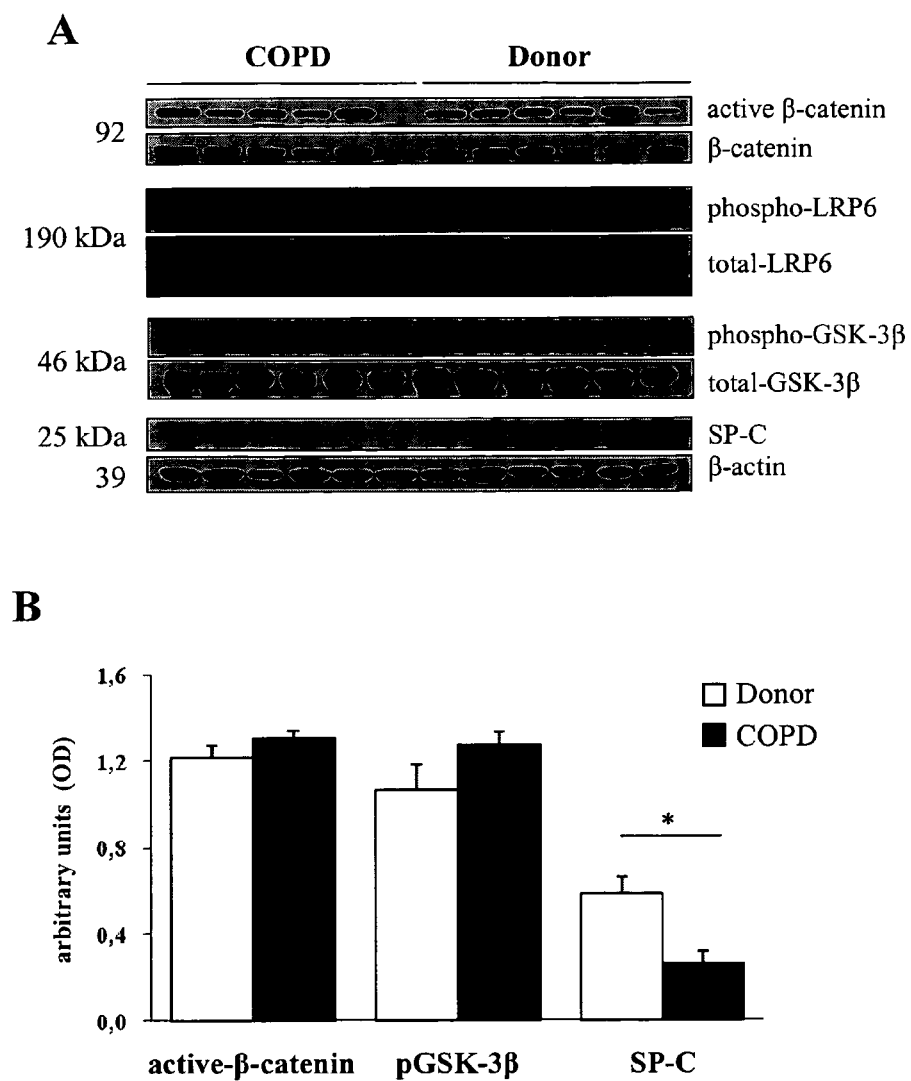 A
COPD Donor
active β-catenin
92
β-catenin
phospho-LRP6
190 kDa
total-LRP6
phospho-GSK-3β
46 kDa
total-GSK-3β
25 kDa SP-C
39 β-actin
B
1,6
1,2
0,8
0,4
0,0
arbitrary units (OD)
Donor
COPD
*
active-β-catenin pGSK-3β SP-C